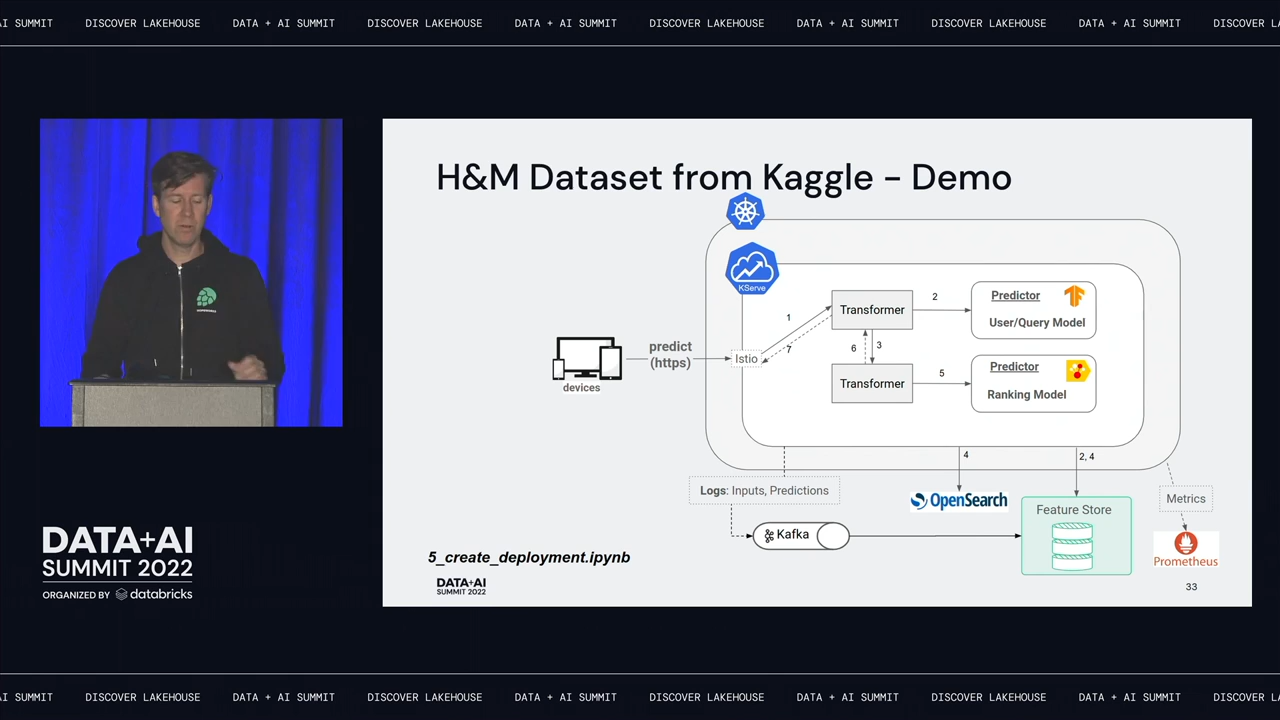 AI SUMMIT DATA + AI SUMMIT DISCOVER LAKEHOUSE DATA + AI SUMMIT DISCOVER LAKEHOUSE DATA + AI SUMMIT DISCOVER LAKEHOUSE DATA + AI SUMMIT DISCOVER LAKEHOUSE DATA + AI SUMMIT DISCOVER L
H&M Dataset from Kaggle – Demo
KServe
Predictor
Transformer
2
User/Query Model
1
predict
(https)
Istio
7
6
3
devices
Predictor
Transformer
5
Ranking Model
4
2, 4
Logs: Inputs, Predictions
OpenSearch
Metrics
Feature Store
Kafka
Prometheus
5_create_deployment.ipynb
DATA+AI
SUMMIT 2022
33
DATA+AI
SUMMIT 2022
ORGANIZED BY databricks
AI SUMMIT DISCOVER LAKEHOUSE DATA + AI SUMMIT DISCOVER LAKEHOUSE DATA + AI SUMMIT DISCOVER LAKEHOUSE DATA + AI SUMMIT DISCOVER LAKEHOUSE DATA + AI SUMMIT DISCOVER L